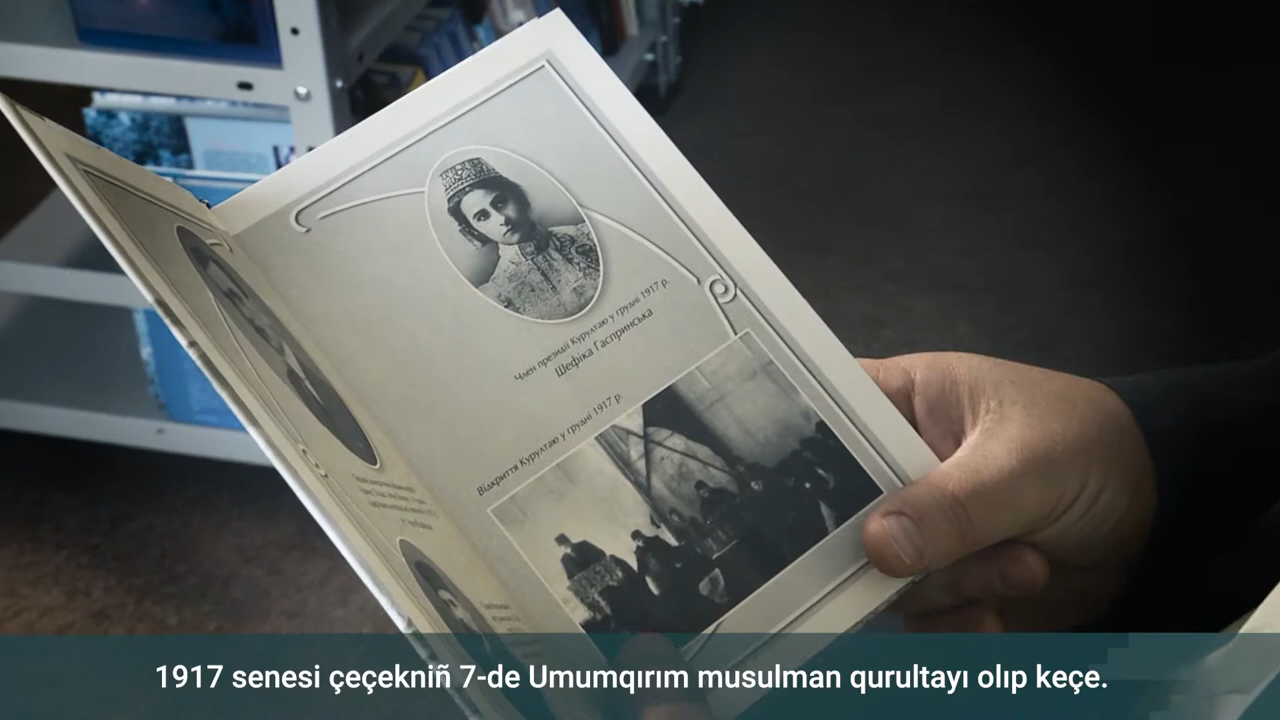 Член президії Курултаю у грудні 1917 р.
Шефіка Гаспринська
Відкриття Курултаю у грудні 1917 р.
1917 senesi çeçekniñ 7-de Umumqırım musulman qurultayı olıp keçe.